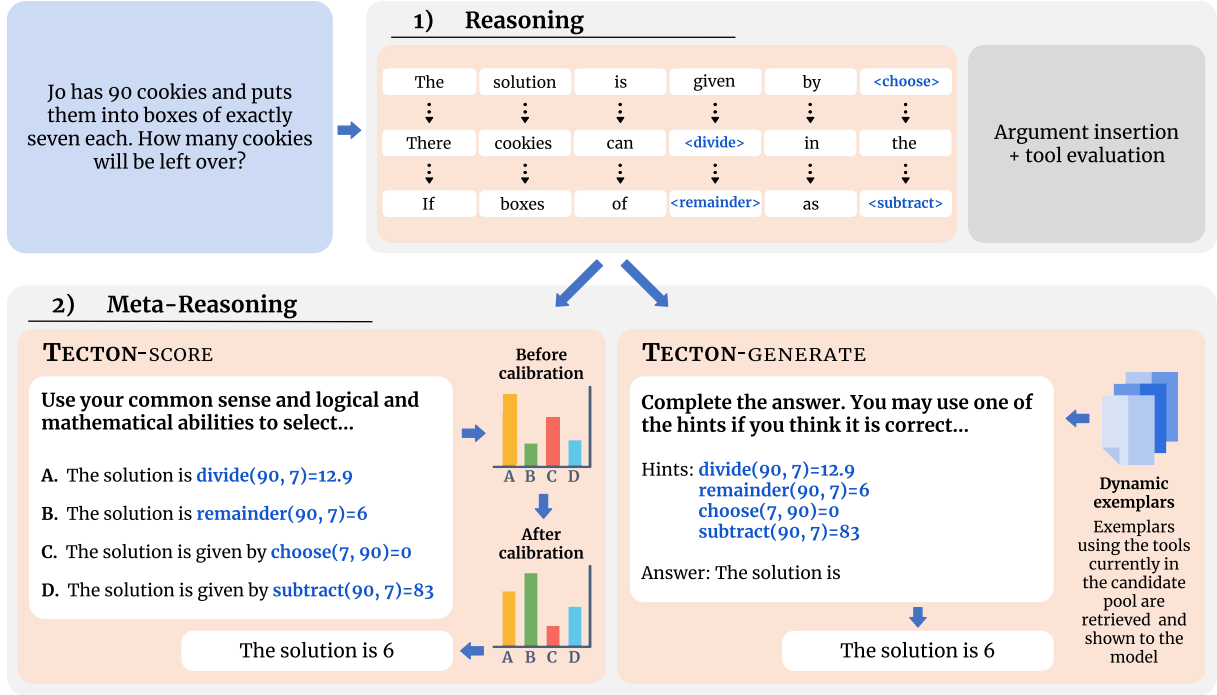 Jo has 90 cookies and puts
them into boxes of exactly
seven each. How many cookies
will be left over?
1) Reasoning
The solution is given by <choose>
There cookies can <divide> in the
If boxes of <remainder> as <subtract>
Argument insertion
+ tool evaluation
2) Meta-Reasoning
TECTON-SCORE
Use your common sense and logical and
mathematical abilities to select...
A. The solution is divide(90, 7)=12.9
B. The solution is remainder(90, 7)=6
C. The solution is given by choose(7, 90)=0
D. The solution is given by subtract(90, 7)=83
Before
calibration
A B C D
After
calibration
A B C D
The solution is 6
TECTON-GENERATE
Complete the answer. You may use one of
the hints if you think it is correct...
Hints: divide(90, 7)=12.9
remainder(90, 7)=6
choose(7, 90)=0
subtract(90, 7)=83
Answer: The solution is
The solution is 6
Dynamic
exemplars
Exemplars
using the tools
currently in
the candidate
pool are
retrieved and
shown to the
model